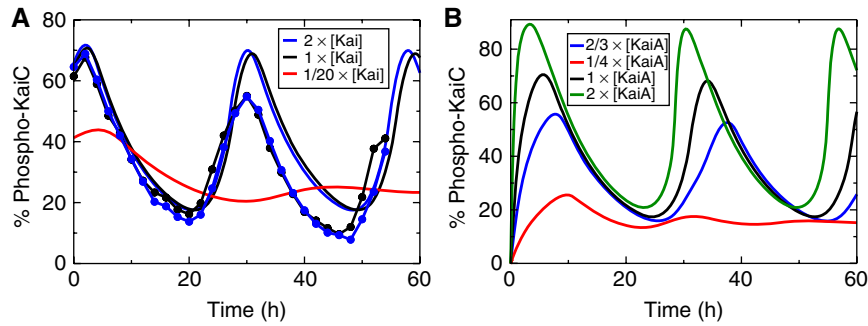 A
% Phospho-KaiC
80
60
40
20
0
0
20
40
60
Time (h)
2 × [Kai]
1 × [Kai]
1/20 × [Kai]
B
% Phospho-KaiC
80
60
40
20
0
0
20
40
60
Time (h)
2/3 × [KaiA]
1/4 × [KaiA]
1 × [KaiA]
2 × [KaiA]